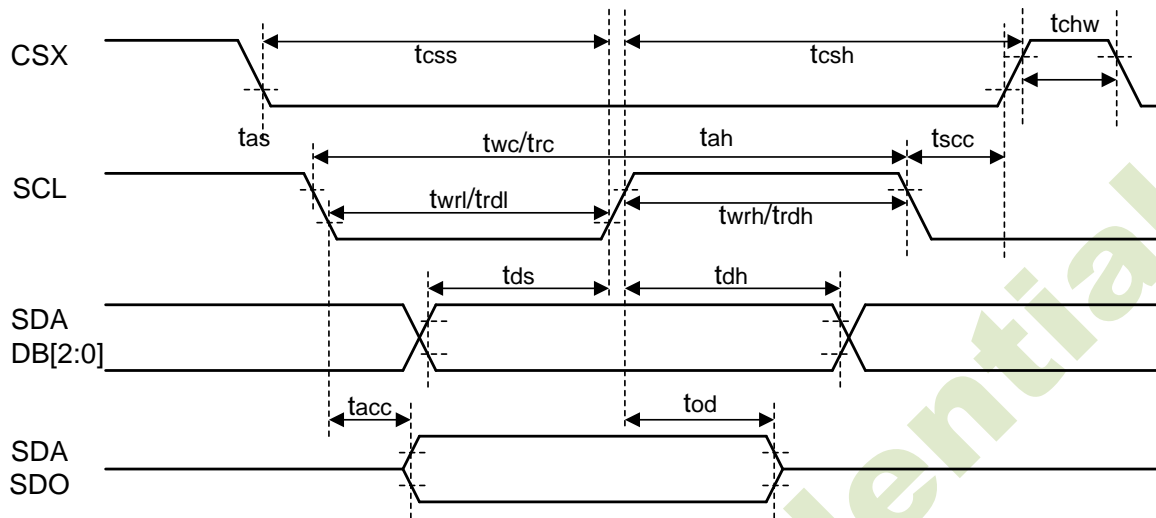 CSX
tcss
tcsh
tchw
tas
twc/trc
tah
tscc
SCL
twrl/trdl
twrh/trdh
tds
tdh
SDA
DB[2:0]
tacc
tod
SDA
SDO